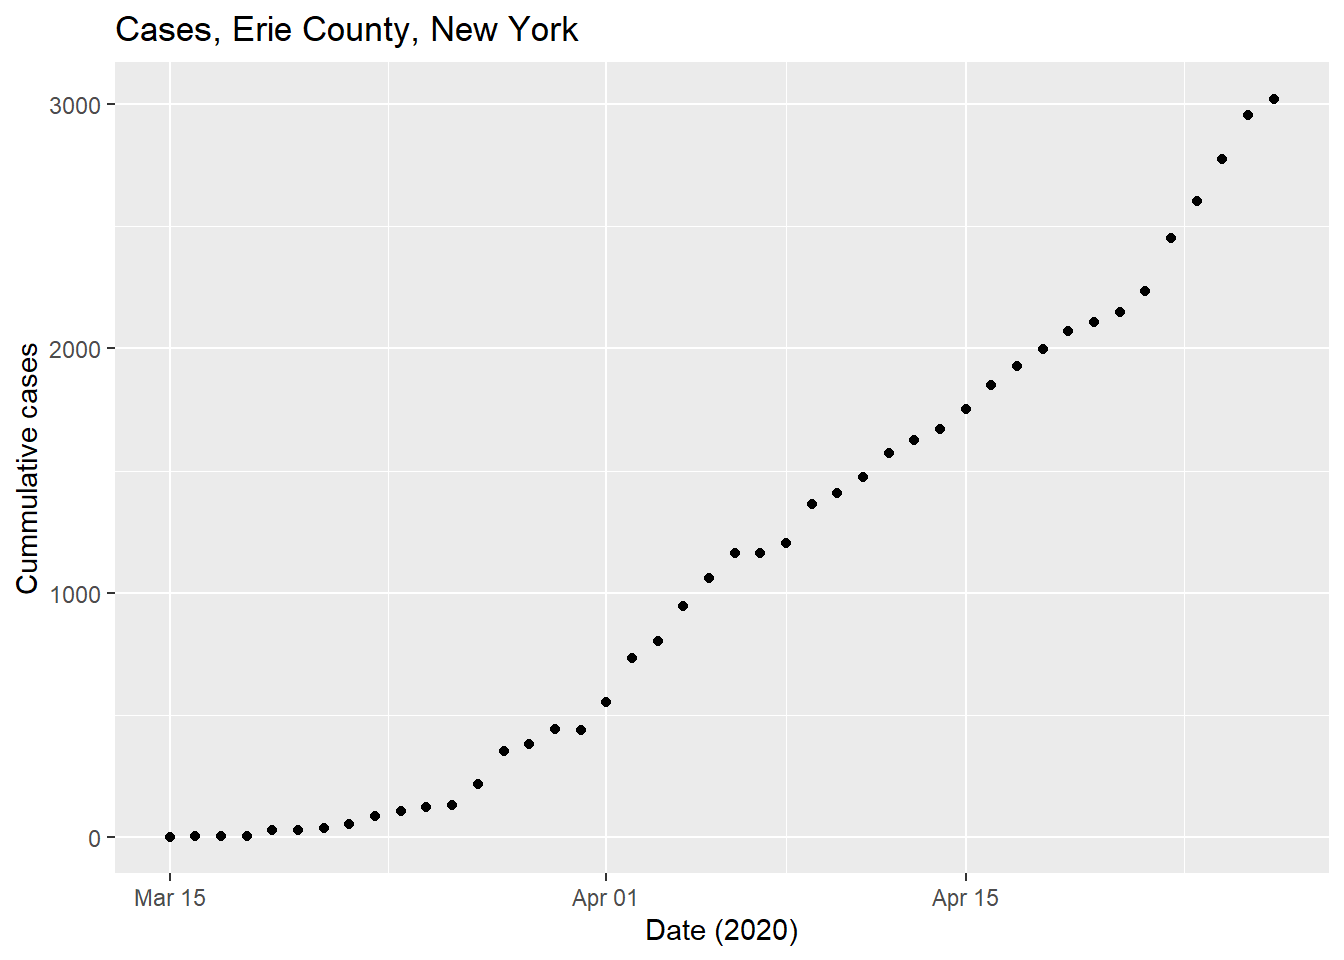 Cases, Erie County, New York
Cummulative cases
3000
2000
1000
0
Mar 15 Apr 01 Apr 15
Date (2020)